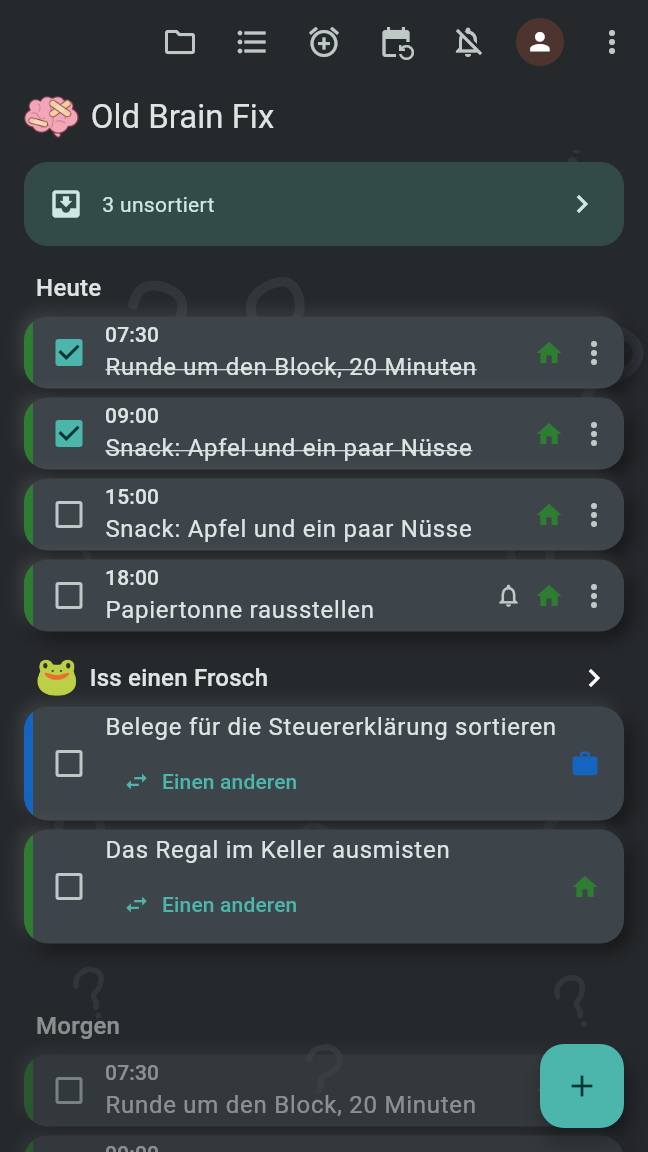 Old Brain Fix
3 unsortiert
Heute
07:30
Runde um den Block, 20 Minuten
09:00
Snack: Apfel und ein paar Nüsse
15:00
Snack: Apfel und ein paar Nüsse
18:00
Papiertonne rausstellen
Iss einen Frosch
Belege für die Steuererklärung sortieren
Einen anderen
Das Regal im Keller ausmisten
Einen anderen
Morgen
07:30
Runde um den Block, 20 Minuten